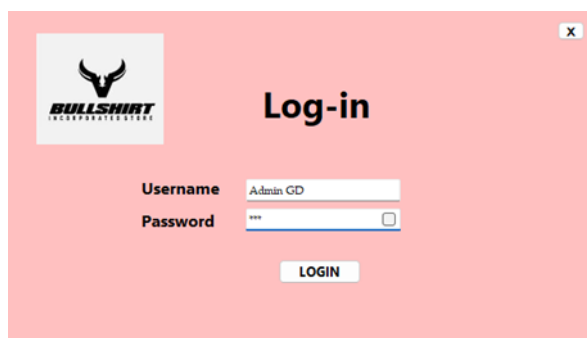 X
BULLSHIRT
INCORPORATED STORE
Log-in
Username
Admin GD
Password
***
LOGIN